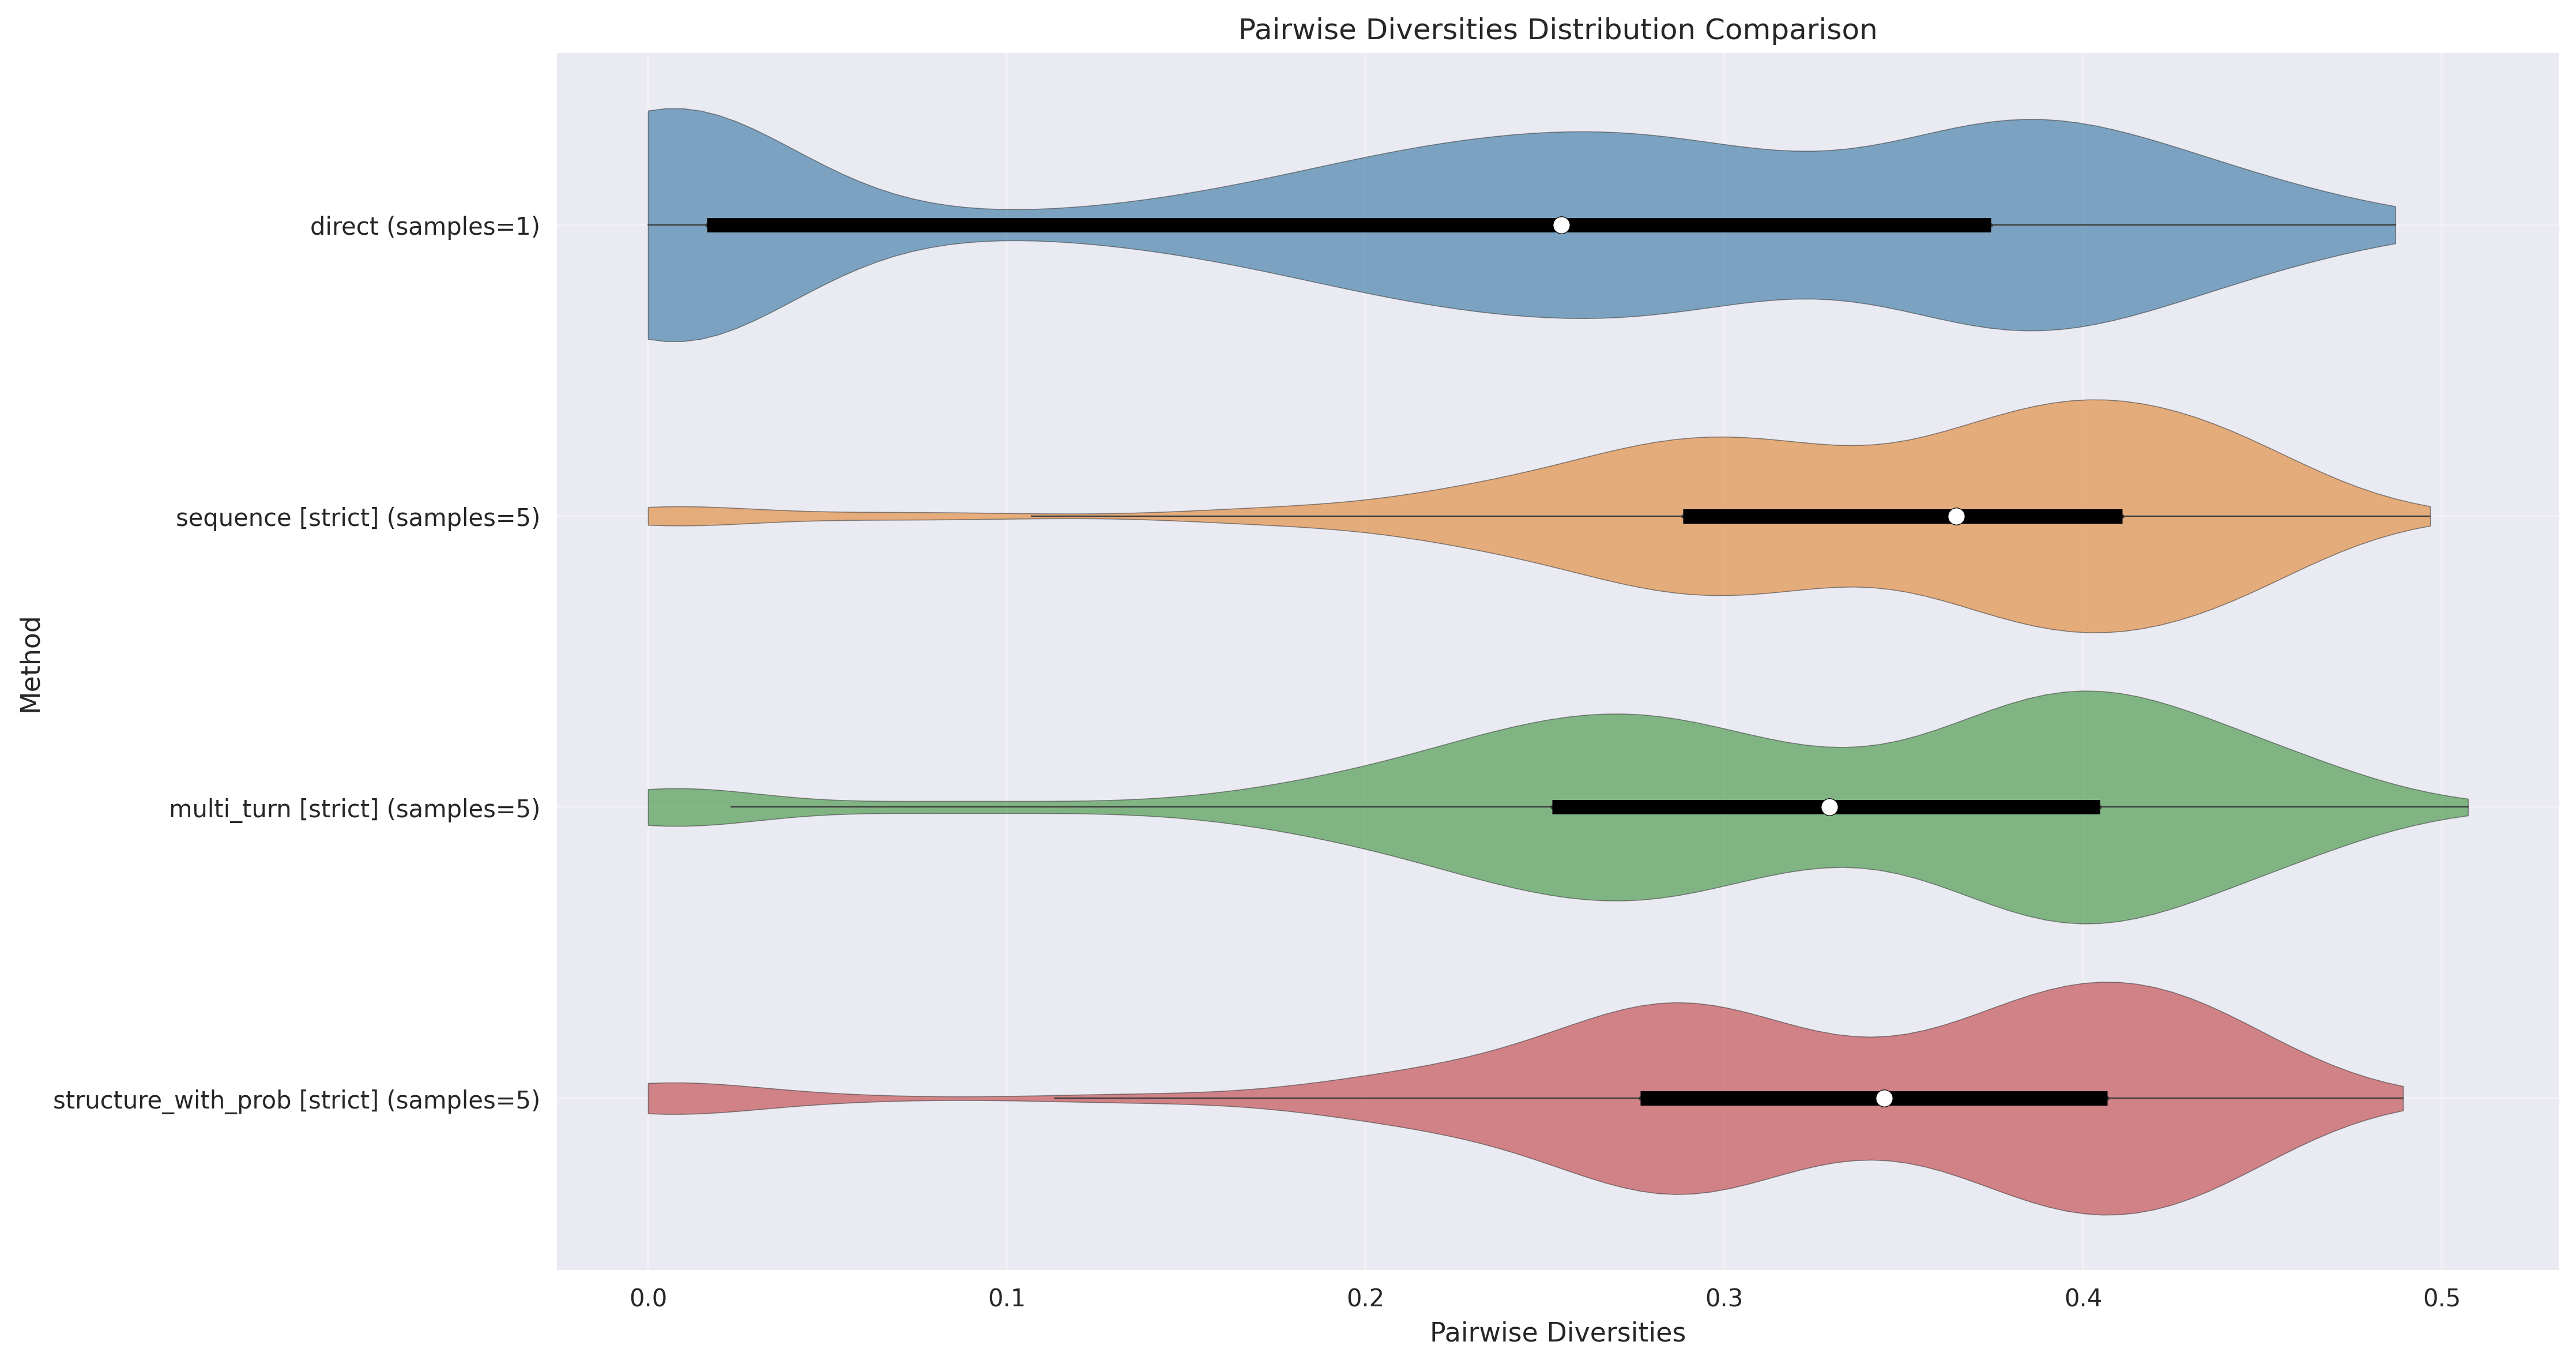 Pairwise Diversities Distribution Comparison
Method
direct (samples=1)
sequence [strict] (samples=5)
multi_turn [strict] (samples=5)
structure_with_prob [strict] (samples=5)
0.0 0.1 0.2 0.3 0.4 0.5
Pairwise Diversities